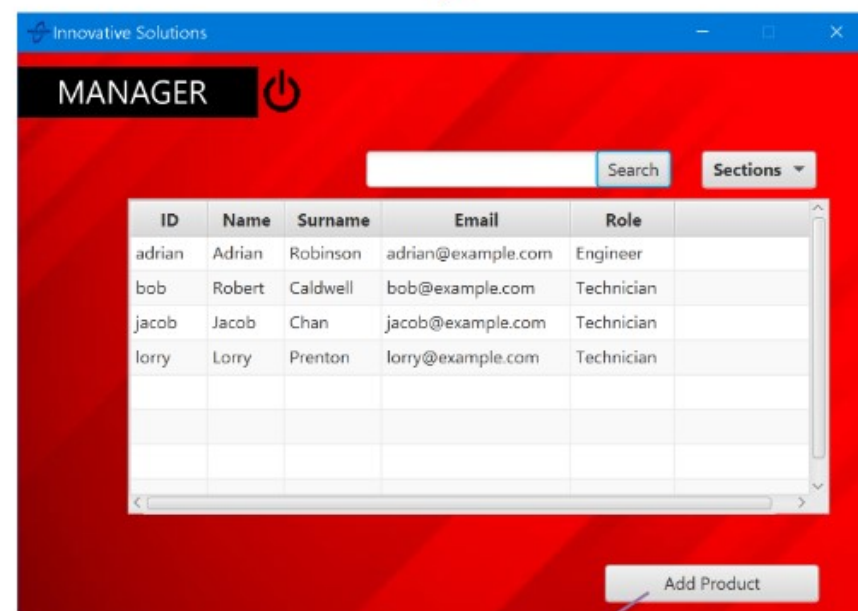 Innovative Solutions
MANAGER
Search Sections
ID Name Surname Email Role
adrian Adrian Robinson adrian@example.com Engineer
bob Robert Caldwell bob@example.com Technician
jacob Jacob Chan jacob@example.com Technician
lorry Lorry Prenton lorry@example.com Technician
Add Product